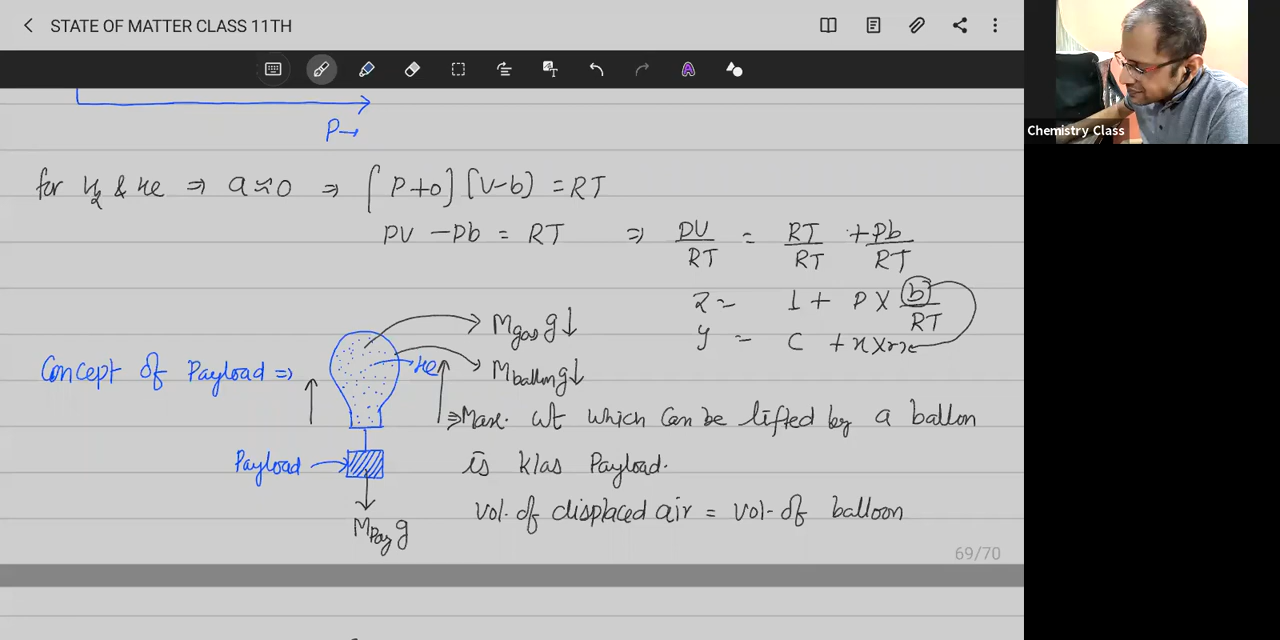 STATE OF MATTER CLASS 11TH
Chemistry Class
P→
for H₂ & He ⇒ a≈0 ⇒ [P+0] [V-b) = RT
PV - Pb = RT ⇒ PV/RT = RT/RT + Pb/RT
Z = 1 + P X b/RT
y = C + x X m
Mgas g↓
He
Concept of Payload ⇒
Mballon g↓
⇒ Max. wt which can be lifted by a ballon
Payload →
is k/as Payload.
vol. of displaced air = vol. of balloon
MPay g
69/70